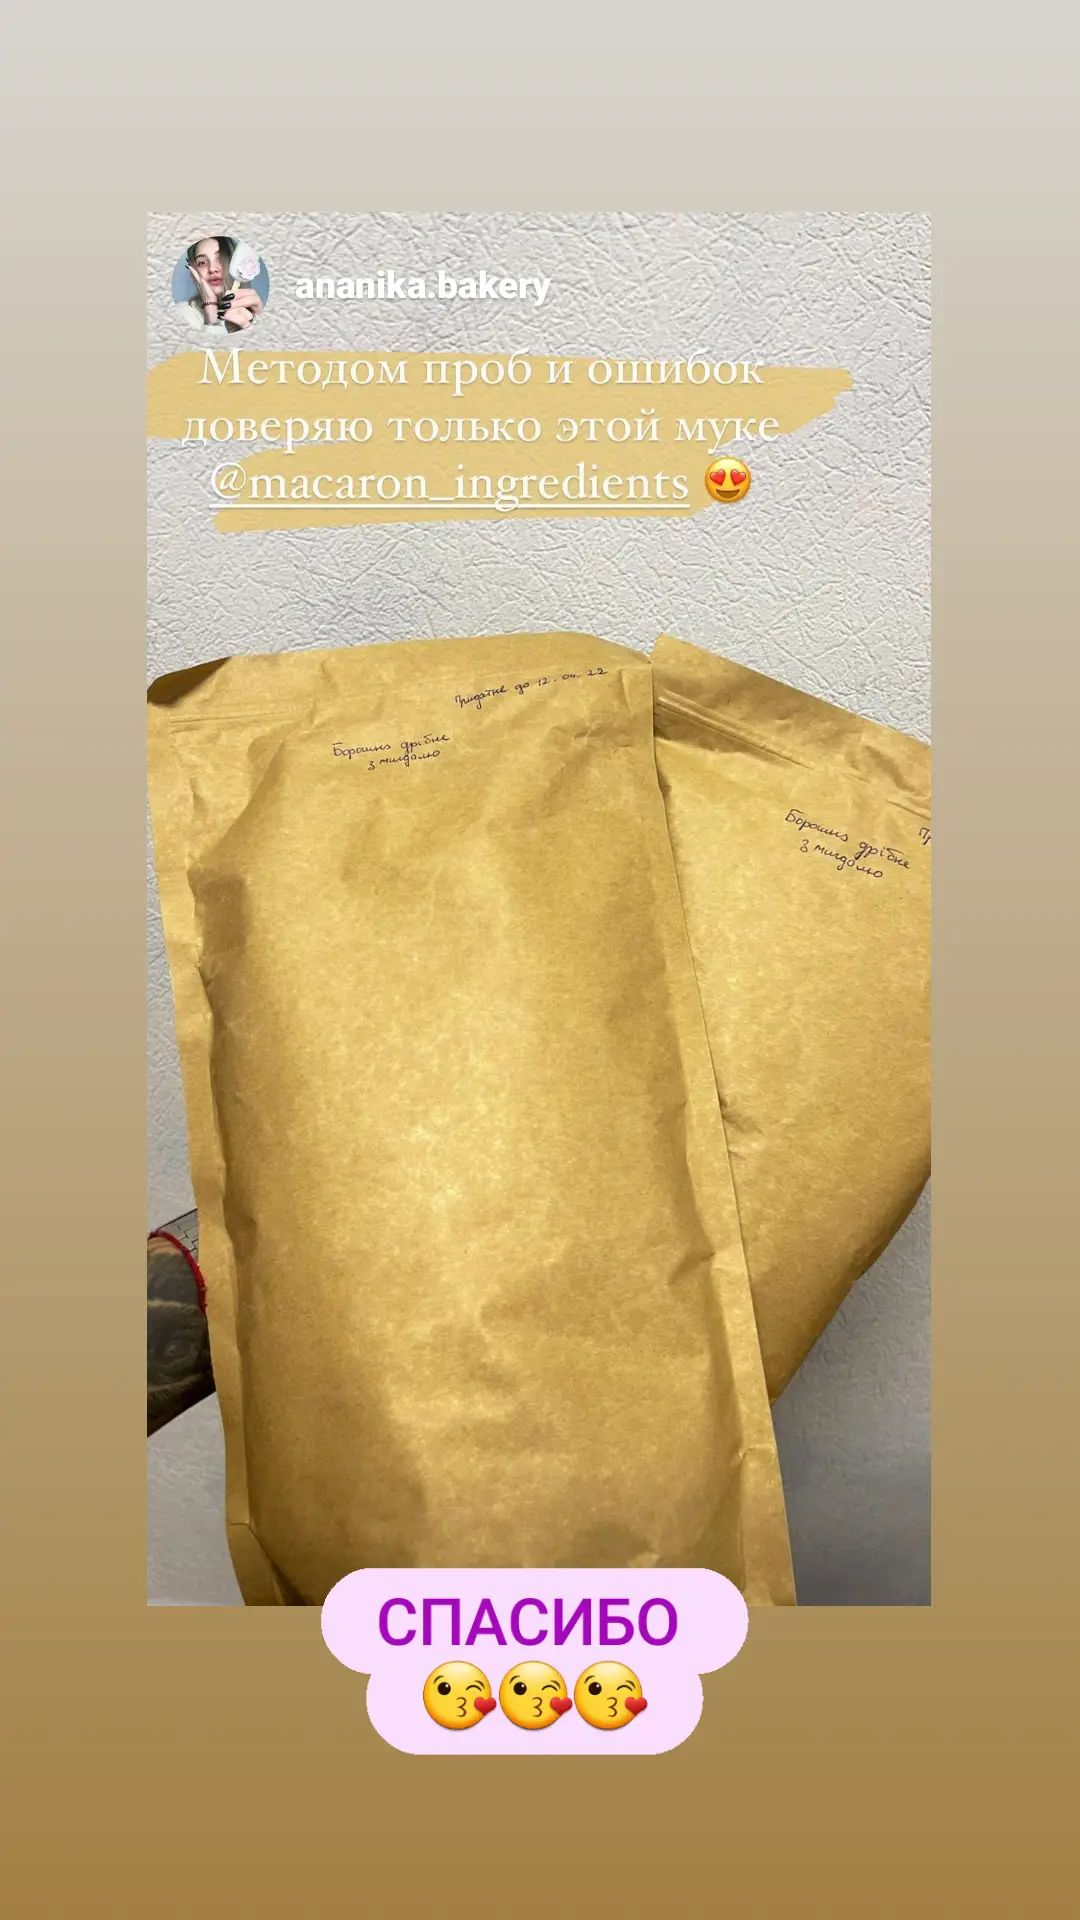 ananika.bakery
Методом проб и ошибок
доверяю только этой муке
@macaron_ingredients 😍
Придатне до 12.04.22
Борошно дрібне
з мигдалю
Борошно дрібне
з мигдалю
СПАСИБО
😘😘😘